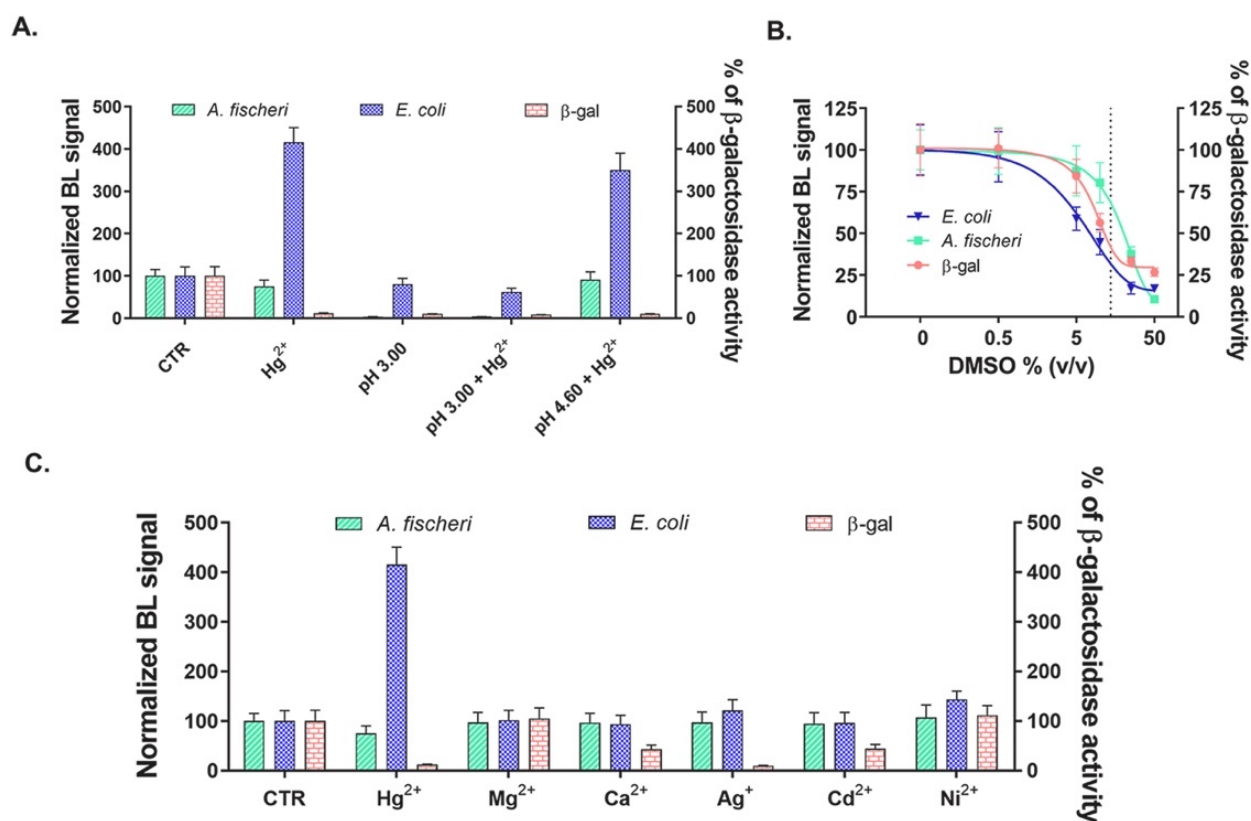 A.
Normalized BL signal
% of β-galactosidase activity
A. fischeri E. coli β-gal
500 500
400 400
300 300
200 200
100 100
0 0
CTR Hg²⁺ pH 3.00 pH 3.00 + Hg²⁺ pH 4.60 + Hg²⁺
B.
Normalized BL signal
% of β-galactosidase activity
125 125
100 100
75 75
50 50
25 25
0 0
E. coli
A. fischeri
β-gal
0 0.5 5 50
DMSO % (v/v)
C.
Normalized BL signal
% of β-galactosidase activity
A. fischeri E. coli β-gal
500 500
400 400
300 300
200 200
100 100
0 0
CTR Hg²⁺ Mg²⁺ Ca²⁺ Ag⁺ Cd²⁺ Ni²⁺